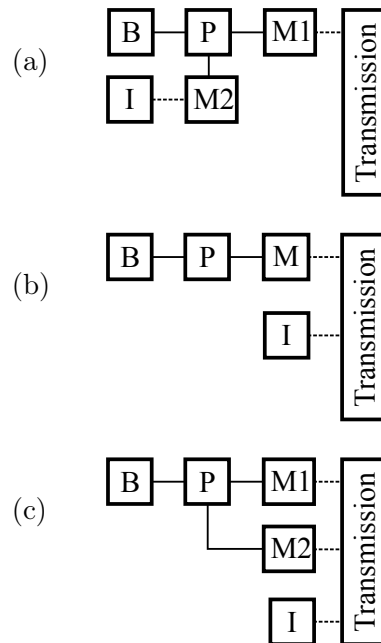 (a)
B P M1
I M2
Transmission
(b)
B P M
I
Transmission
(c)
B P M1
M2
I
Transmission